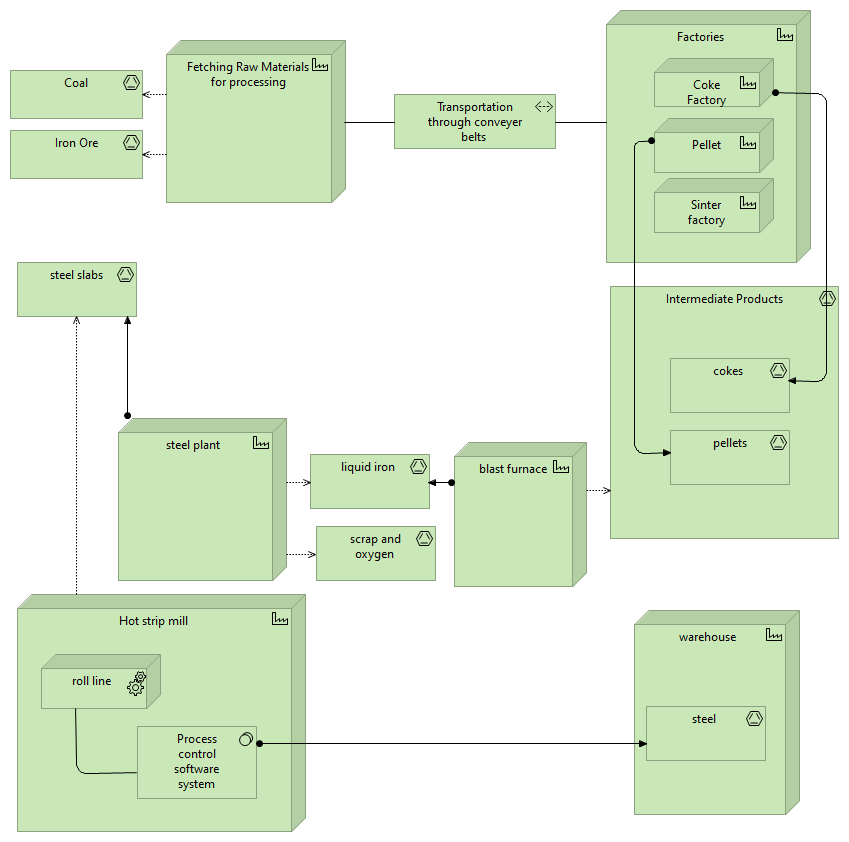 Factories
Fetching Raw Materials
for processing
Coal
Coke
Factory
Transportation
through conveyer
belts
Iron Ore
Pellet
Sinter
factory
steel slabs
Intermediate Products
cokes
steel plant
pellets
liquid iron
blast furnace
scrap and
oxygen
Hot strip mill
warehouse
roll line
steel
Process
control
software
system